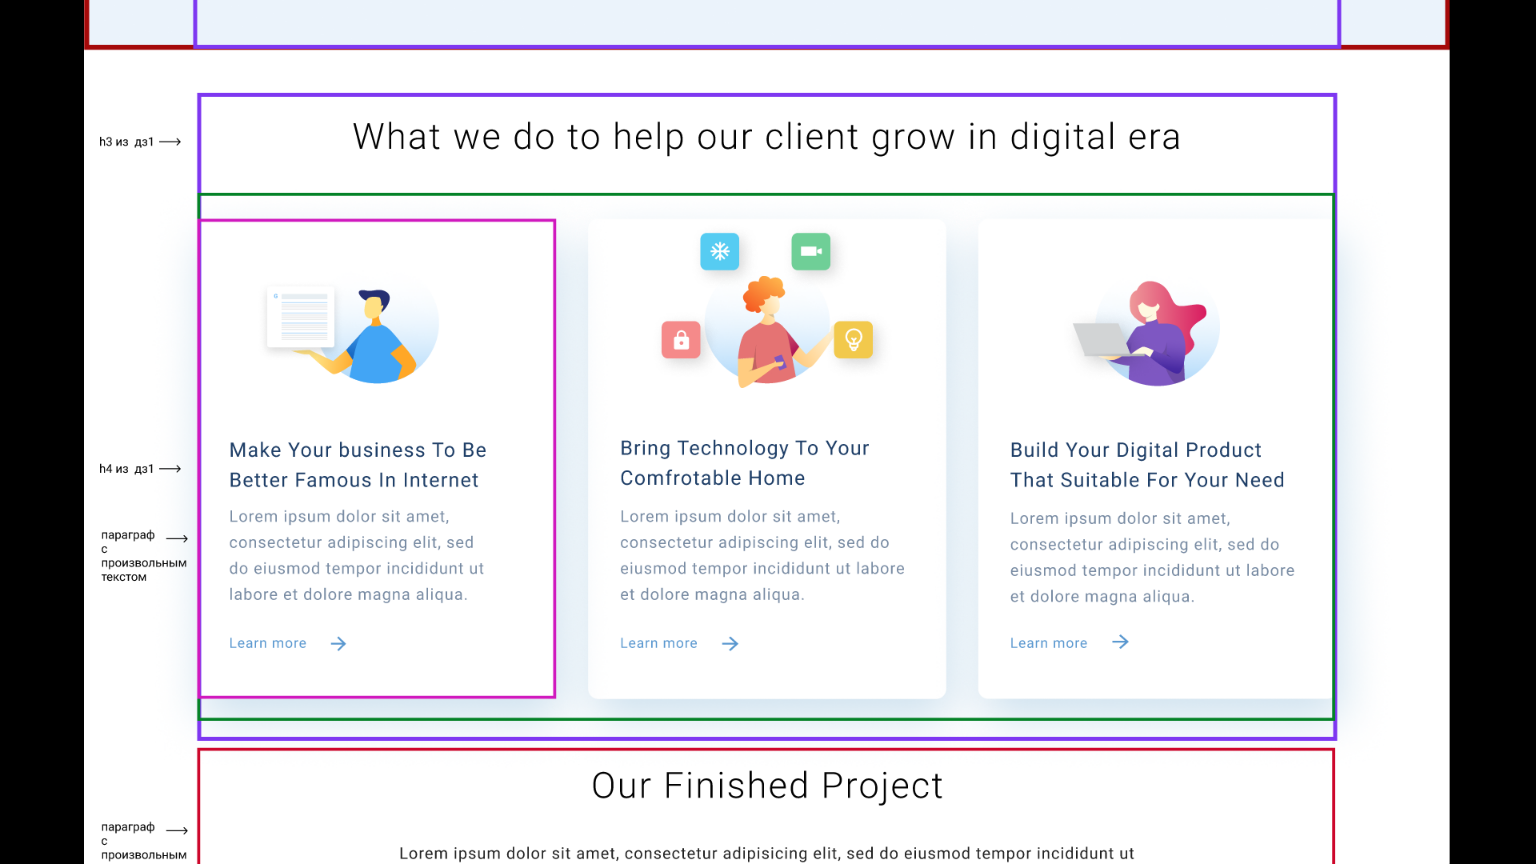 What we do to help our client grow in digital era
h3 из дз1
Make Your business To Be
Better Famous In Internet
Lorem ipsum dolor sit amet,
consectetur adipiscing elit, sed
do eiusmod tempor incididunt ut
labore et dolore magna aliqua.
Learn more
Bring Technology To Your
Comfrotable Home
Lorem ipsum dolor sit amet,
consectetur adipiscing elit, sed do
eiusmod tempor incididunt ut labore
et dolore magna aliqua.
Learn more
Build Your Digital Product
That Suitable For Your Need
Lorem ipsum dolor sit amet,
consectetur adipiscing elit, sed do
eiusmod tempor incididunt ut labore
et dolore magna aliqua.
Learn more
h4 из дз1
параграф
с
произвольным
текстом
Our Finished Project
параграф
с
произвольным
Lorem ipsum dolor sit amet, consectetur adipisicing elit, sed do eiusmod tempor incididunt ut